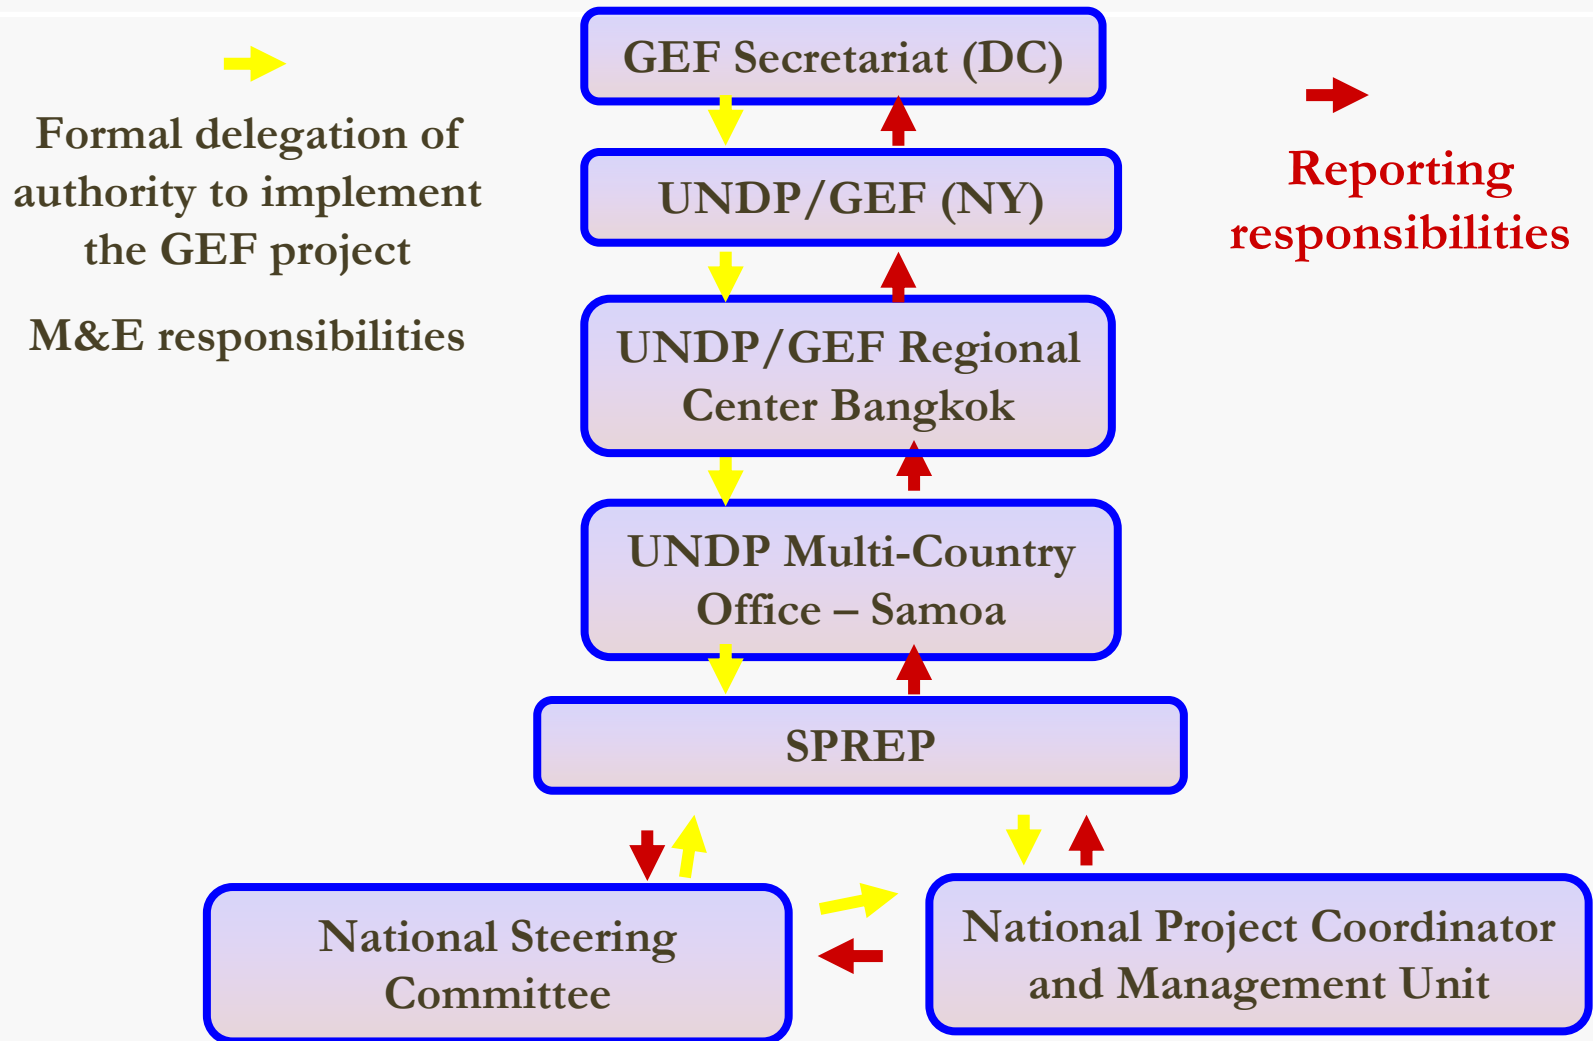 GEF Secretariat (DC)
Formal delegation of
authority to implement
the GEF project
M&E responsibilities
Reporting
responsibilities
UNDP/GEF (NY)
UNDP/GEF Regional
Center Bangkok
UNDP Multi-Country
Office – Samoa
SPREP
National Steering
Committee
National Project Coordinator
and Management Unit